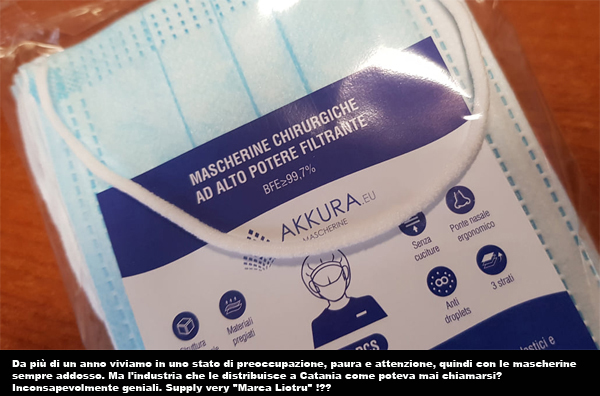 MASCHERINE CHIRURGICHE
AD ALTO POTERE FILTRANTE
BFE≥99,7%
AKKURA.EU
MASCHERINE
Senza
cuciture
Ponte nasale
ergonomico
Materiali
pregiati
Struttura
Anti
droplets
3 strati
PCS
Da più di un anno viviamo in uno stato di preoccupazione, paura e attenzione, quindi con le mascherine
sempre addosso. Ma l'industria che le distribuisce a Catania come poteva mai chiamarsi?
Inconsapevolmente geniali. Supply very "Marca Liotru" !??